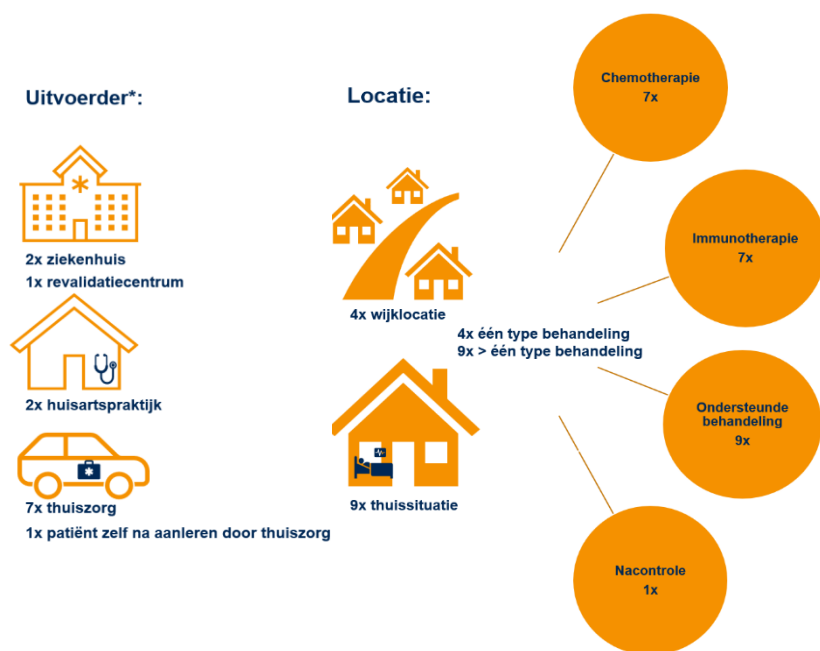 Uitvoerder*:
2x ziekenhuis
1x revalidatiecentrum
2x huisartspraktijk
7x thuiszorg
1x patiënt zelf na aanleren door thuiszorg
Locatie:
4x wijklocatie
9x thuissituatie
4x één type behandeling
9x > één type behandeling
Chemotherapie
7x
Immunotherapie
7x
Ondersteunde
behandeling
9x
Nacontrole
1x